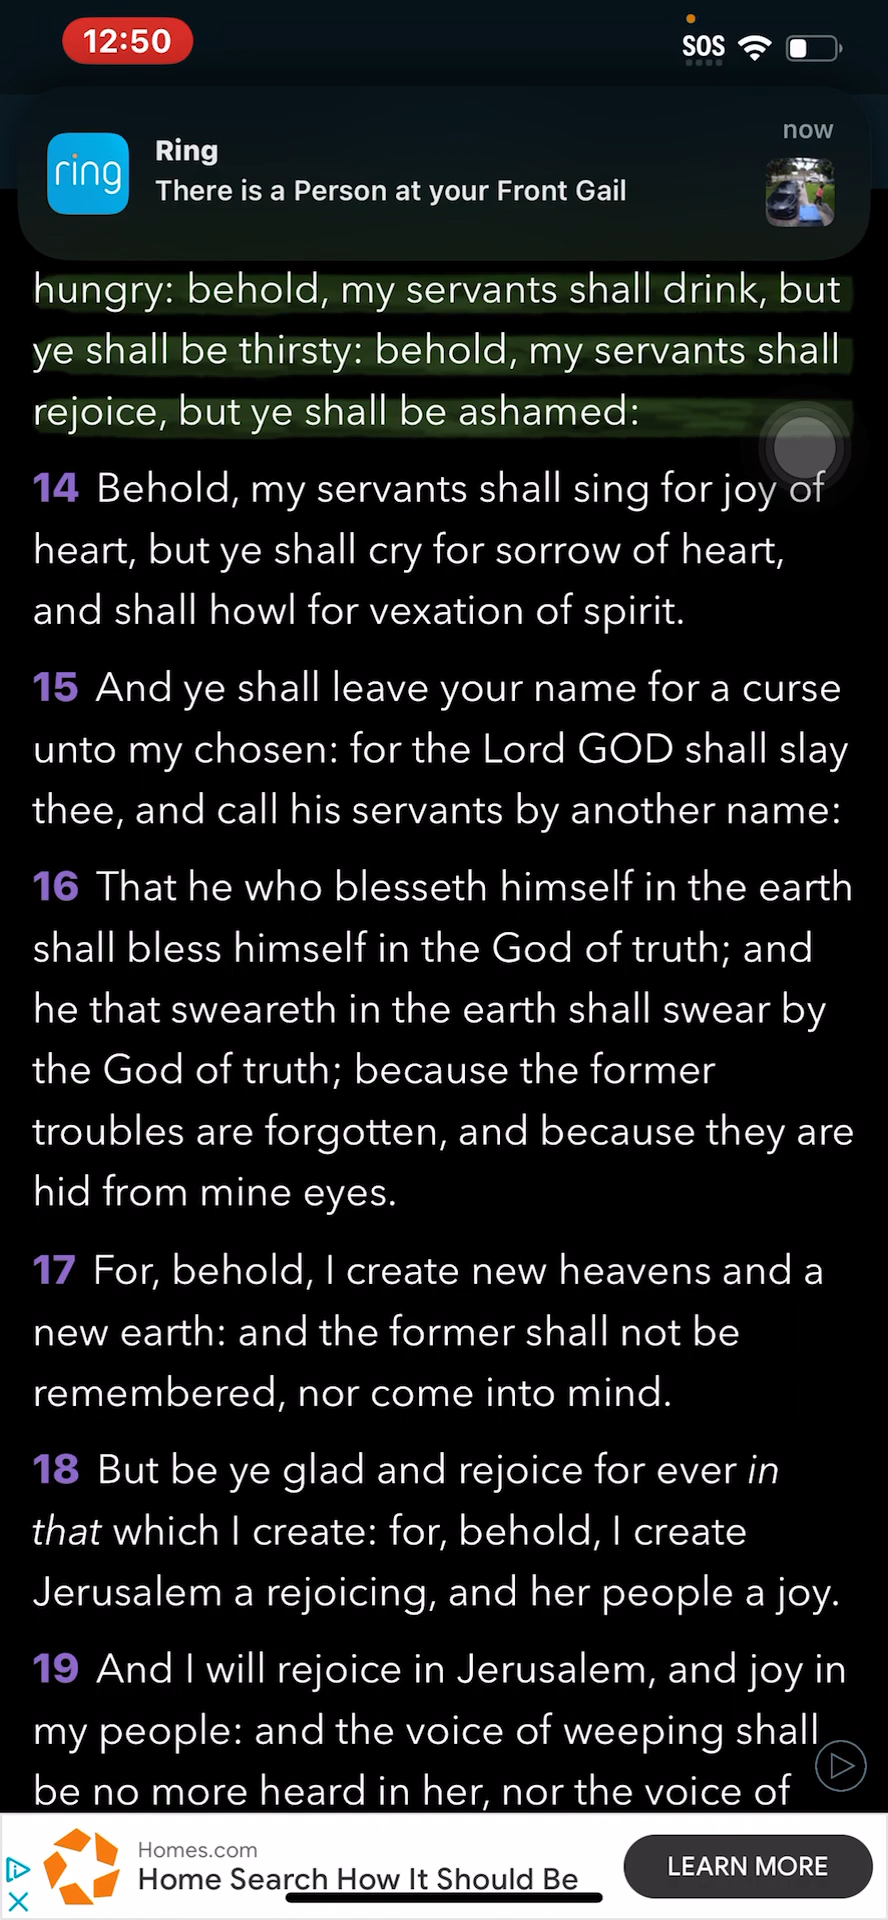 12:50
SOS
now
ring
Ring
There is a Person at your Front Gail
hungry: behold, my servants shall drink, but
ye shall be thirsty: behold, my servants shall
rejoice, but ye shall be ashamed:
14 Behold, my servants shall sing for joy of
heart, but ye shall cry for sorrow of heart,
and shall howl for vexation of spirit.
15 And ye shall leave your name for a curse
unto my chosen: for the Lord GOD shall slay
thee, and call his servants by another name:
16 That he who blesseth himself in the earth
shall bless himself in the God of truth; and
he that sweareth in the earth shall swear by
the God of truth; because the former
troubles are forgotten, and because they are
hid from mine eyes.
17 For, behold, I create new heavens and a
new earth: and the former shall not be
remembered, nor come into mind.
18 But be ye glad and rejoice for ever in
that which I create: for, behold, I create
Jerusalem a rejoicing, and her people a joy.
19 And I will rejoice in Jerusalem, and joy in
my people: and the voice of weeping shall
be no more heard in her, nor the voice of
Homes.com
Home Search How It Should Be
LEARN MORE